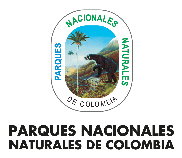 PARQUES NACIONALES NATURALES
DE COLOMBIA
PARQUES NACIONALES
NATURALES DE COLOMBIA